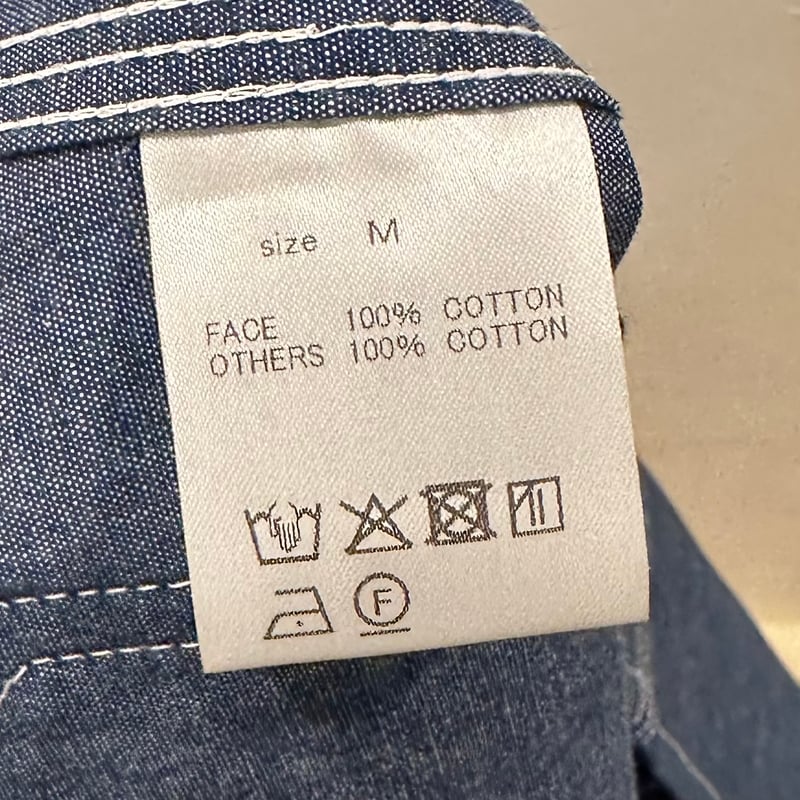 size M
FACE 100% COTTON
OTHERS 100% COTTON
F